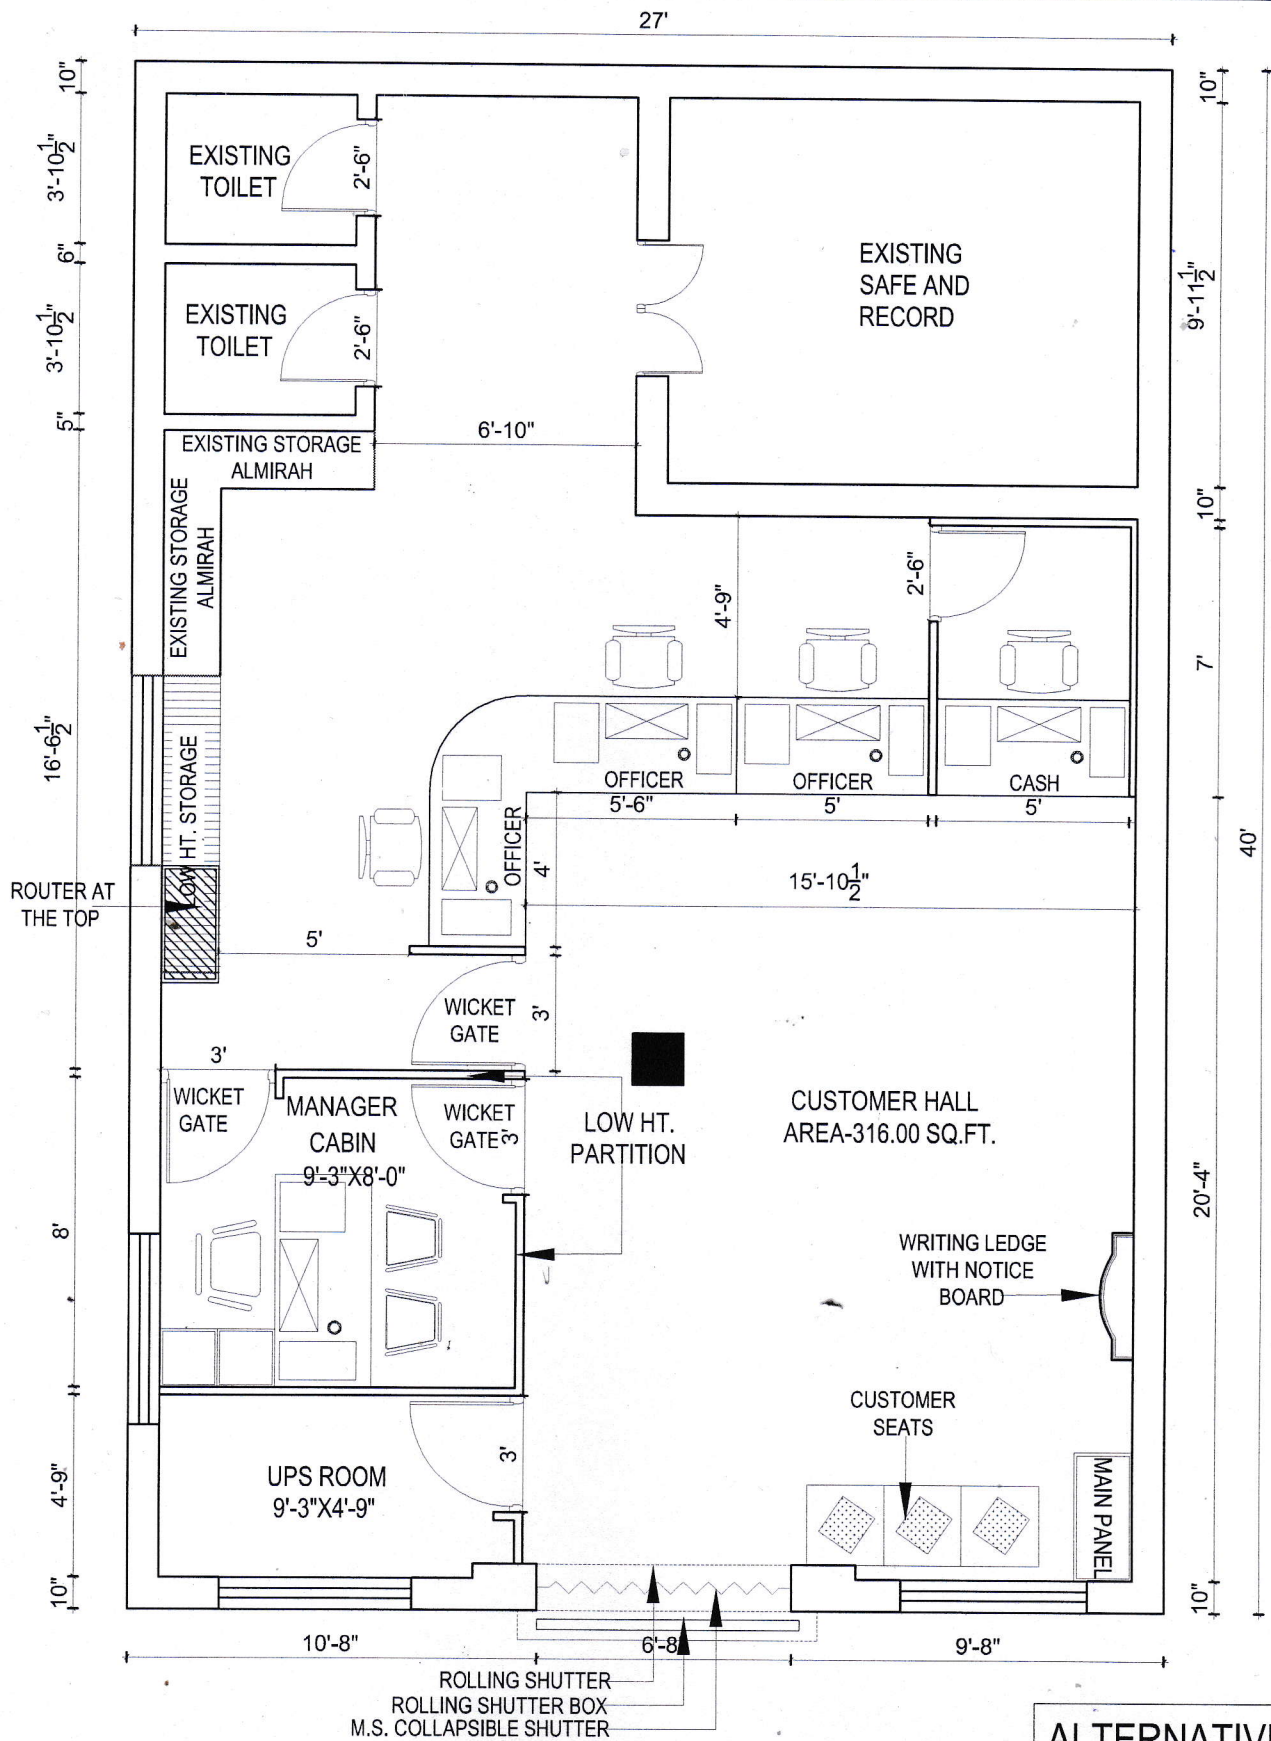 27'
10"
10"
3'-10½"
EXISTING
TOILET
2'-6"
6"
3'-10½"
EXISTING
TOILET
2'-6"
EXISTING
SAFE AND
RECORD
9'-11½"
5"
EXISTING STORAGE
ALMIRAH
6'-10"
10"
EXISTING STORAGE
ALMIRAH
4'-9"
2'-6"
7'
16'-6½"
LOW HT. STORAGE
OFFICER
OFFICER
CASH
5'-6"
5'
5'
OFFICER
4'
15'-10½"
40'
ROUTER AT
THE TOP
5'
WICKET
GATE
3'
3'
WICKET
GATE
MANAGER
CABIN
9'-3"X8'-0"
WICKET
GATE
3'
LOW HT.
PARTITION
CUSTOMER HALL
AREA-316.00 SQ.FT.
20'-4"
8'
WRITING LEDGE
WITH NOTICE
BOARD
CUSTOMER
SEATS
4'-9"
UPS ROOM
9'-3"X4'-9"
3'
MAIN PANEL
10"
10"
10'-8"
6'-8"
9'-8"
ROLLING SHUTTER
ROLLING SHUTTER BOX
M.S. COLLAPSIBLE SHUTTER